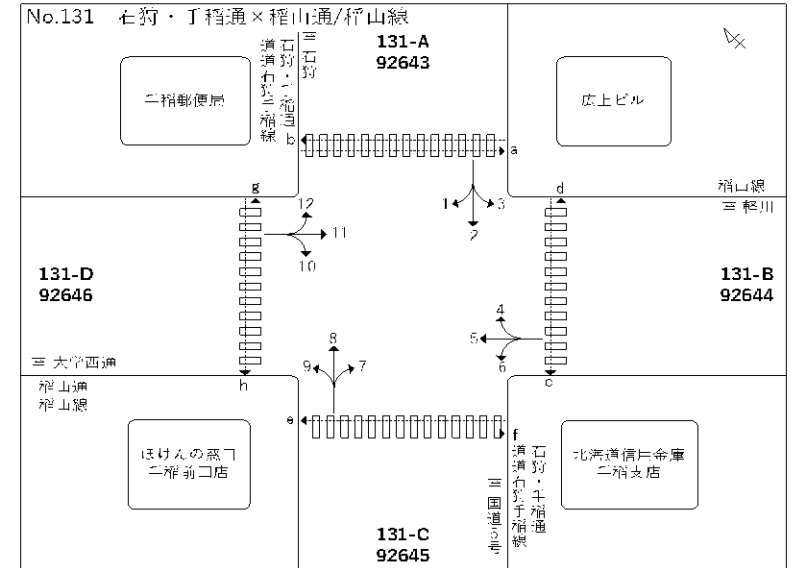 No.131 石狩・手稲通×稲山通/稲山線
131-A
92643
石狩・手稲通
道道石狩手稲線
至 石狩
手稲郵便局
広上ビル
b
a
g
d
稲山線
至 軽川
1
3
2
12
11
10
131-D
92646
131-B
92644
4
5
6
8
9
7
至 大学西通
稲山通
稲山線
h
c
e
f
ほけんの窓口
手稲前田店
北海道信用金庫
手稲支店
石狩・手稲通
道道石狩手稲線
至 国道5号
131-C
92645